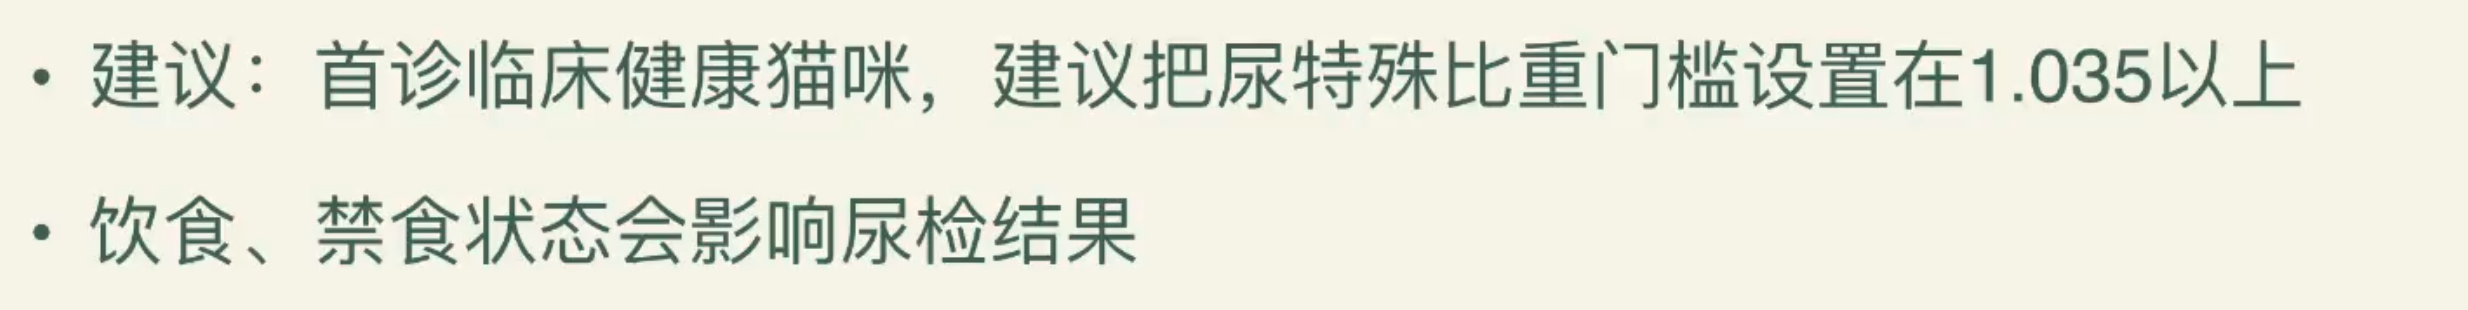 • 建议：首诊临床健康猫咪，建议把尿特殊比重门槛设置在1.035以上
• 饮食、禁食状态会影响尿检结果